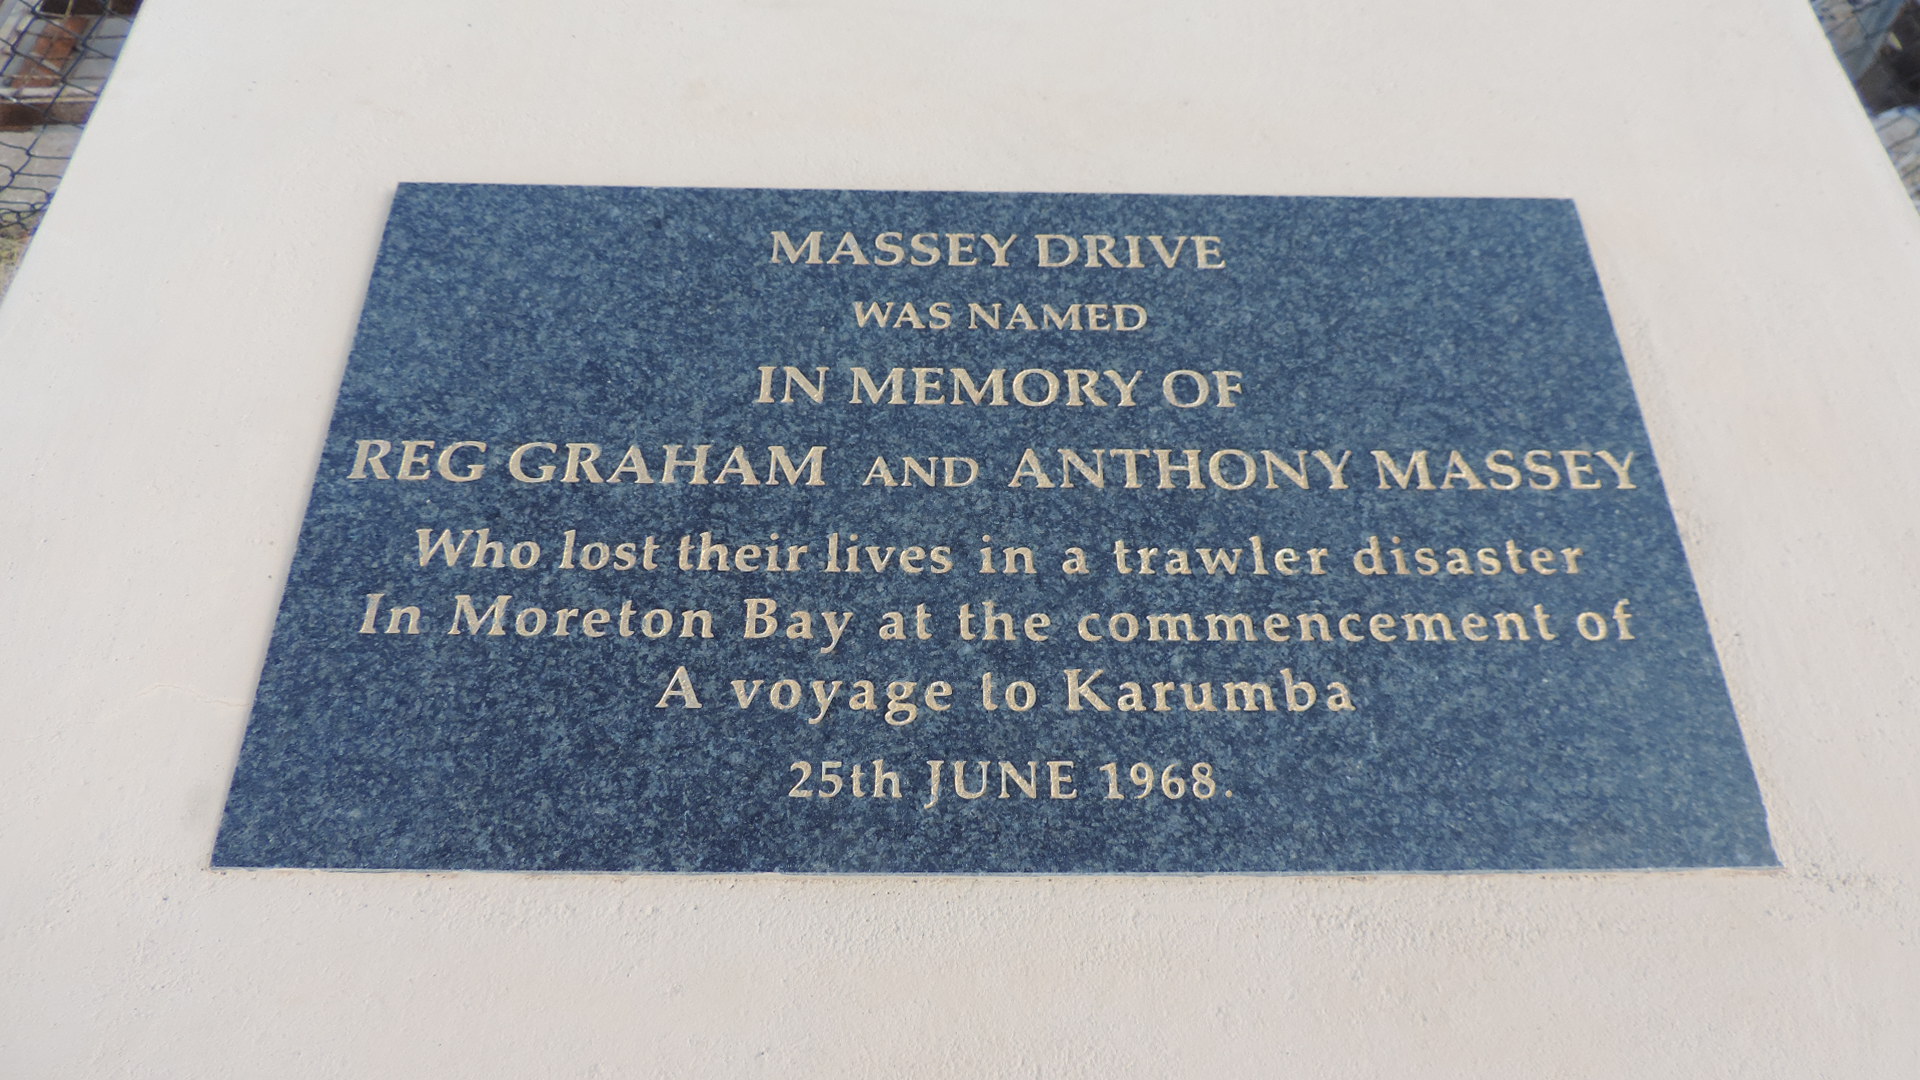 MASSEY DRIVE
WAS NAMED
IN MEMORY OF
REG GRAHAM AND ANTHONY MASSEY
Who lost their lives in a trawler disaster
In Moreton Bay at the commencement of
A voyage to Karumba
25th JUNE 1968.